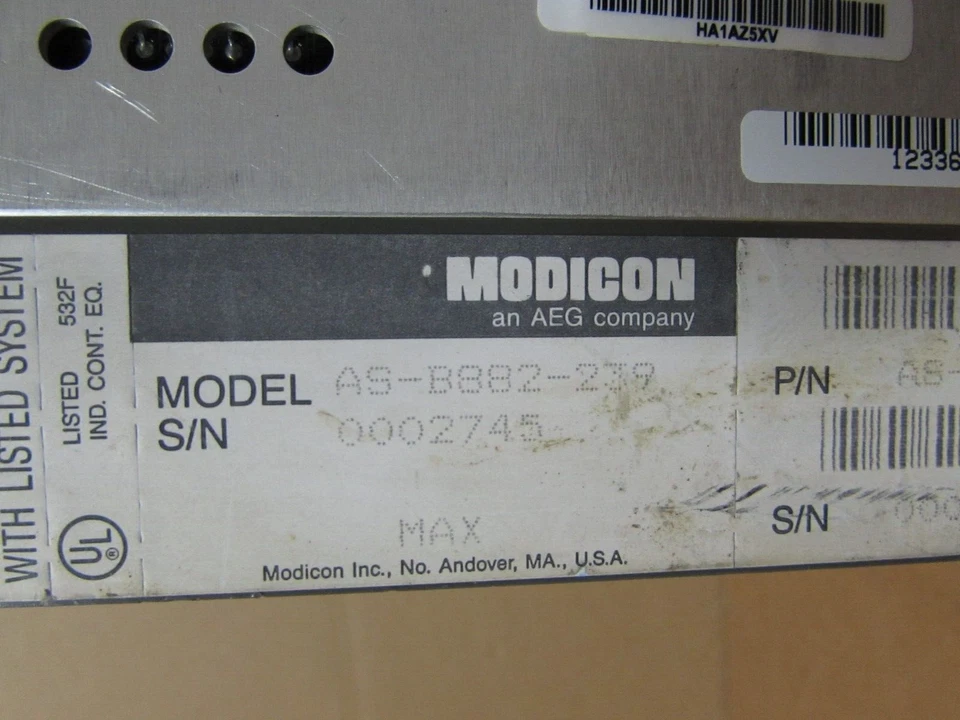 HA1AZ5XV
12336
WITH LISTED SYSTEM
LISTED 532F
IND. CONT. EQ.
UL®
MODICON
an AEG company
MODEL AS-B882-239
S/N 0002745
MAX
Modicon Inc., No. Andover, MA., U.S.A.
P/N AS-
S/N 000